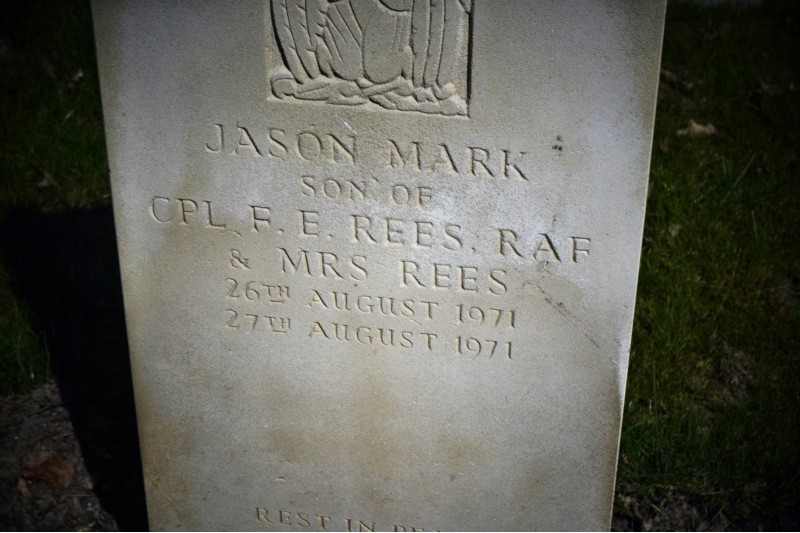 JASON MARK
SON OF
CPL. F. E. REES, RAF
& MRS REES
26TH AUGUST 1971
27TH AUGUST 1971
REST IN